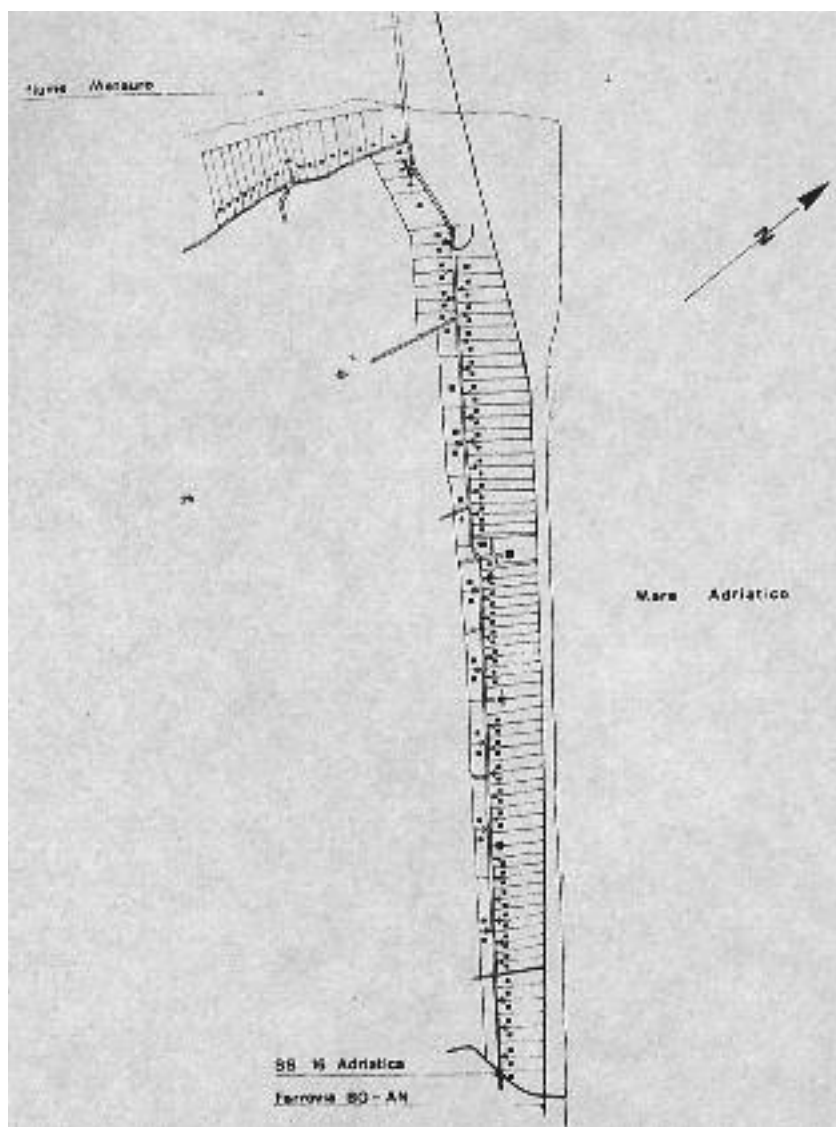 Fiume Metauro
N
Mare Adriatico
SS 16 Adriatica
Ferrovia BO - AN